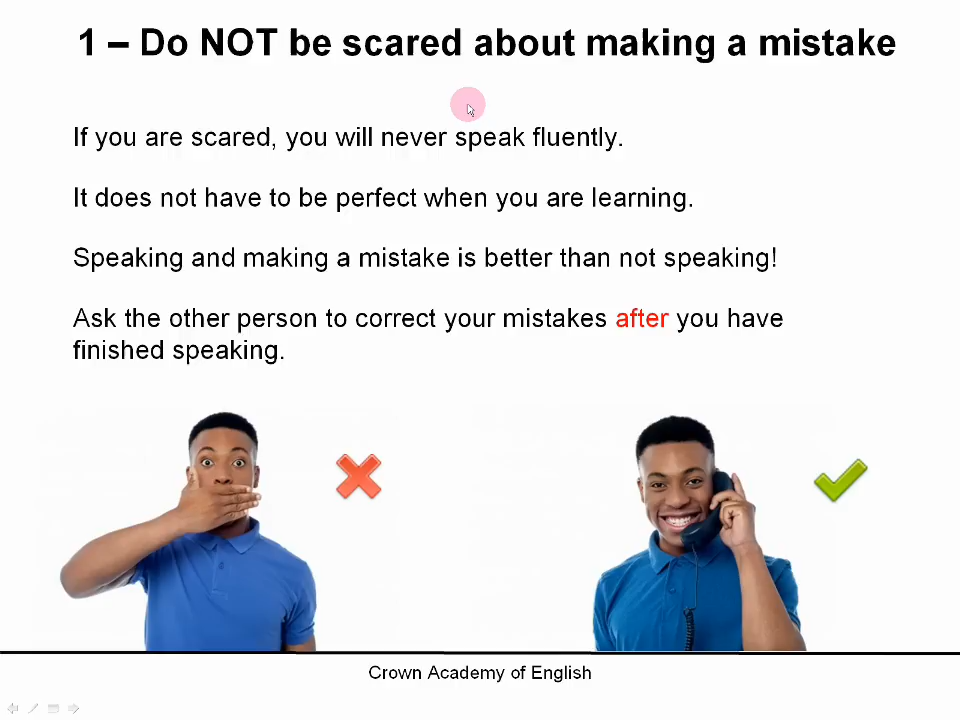 1 – Do NOT be scared about making a mistake
If you are scared, you will never speak fluently.
It does not have to be perfect when you are learning.
Speaking and making a mistake is better than not speaking!
Ask the other person to correct your mistakes after you have
finished speaking.
Crown Academy of English